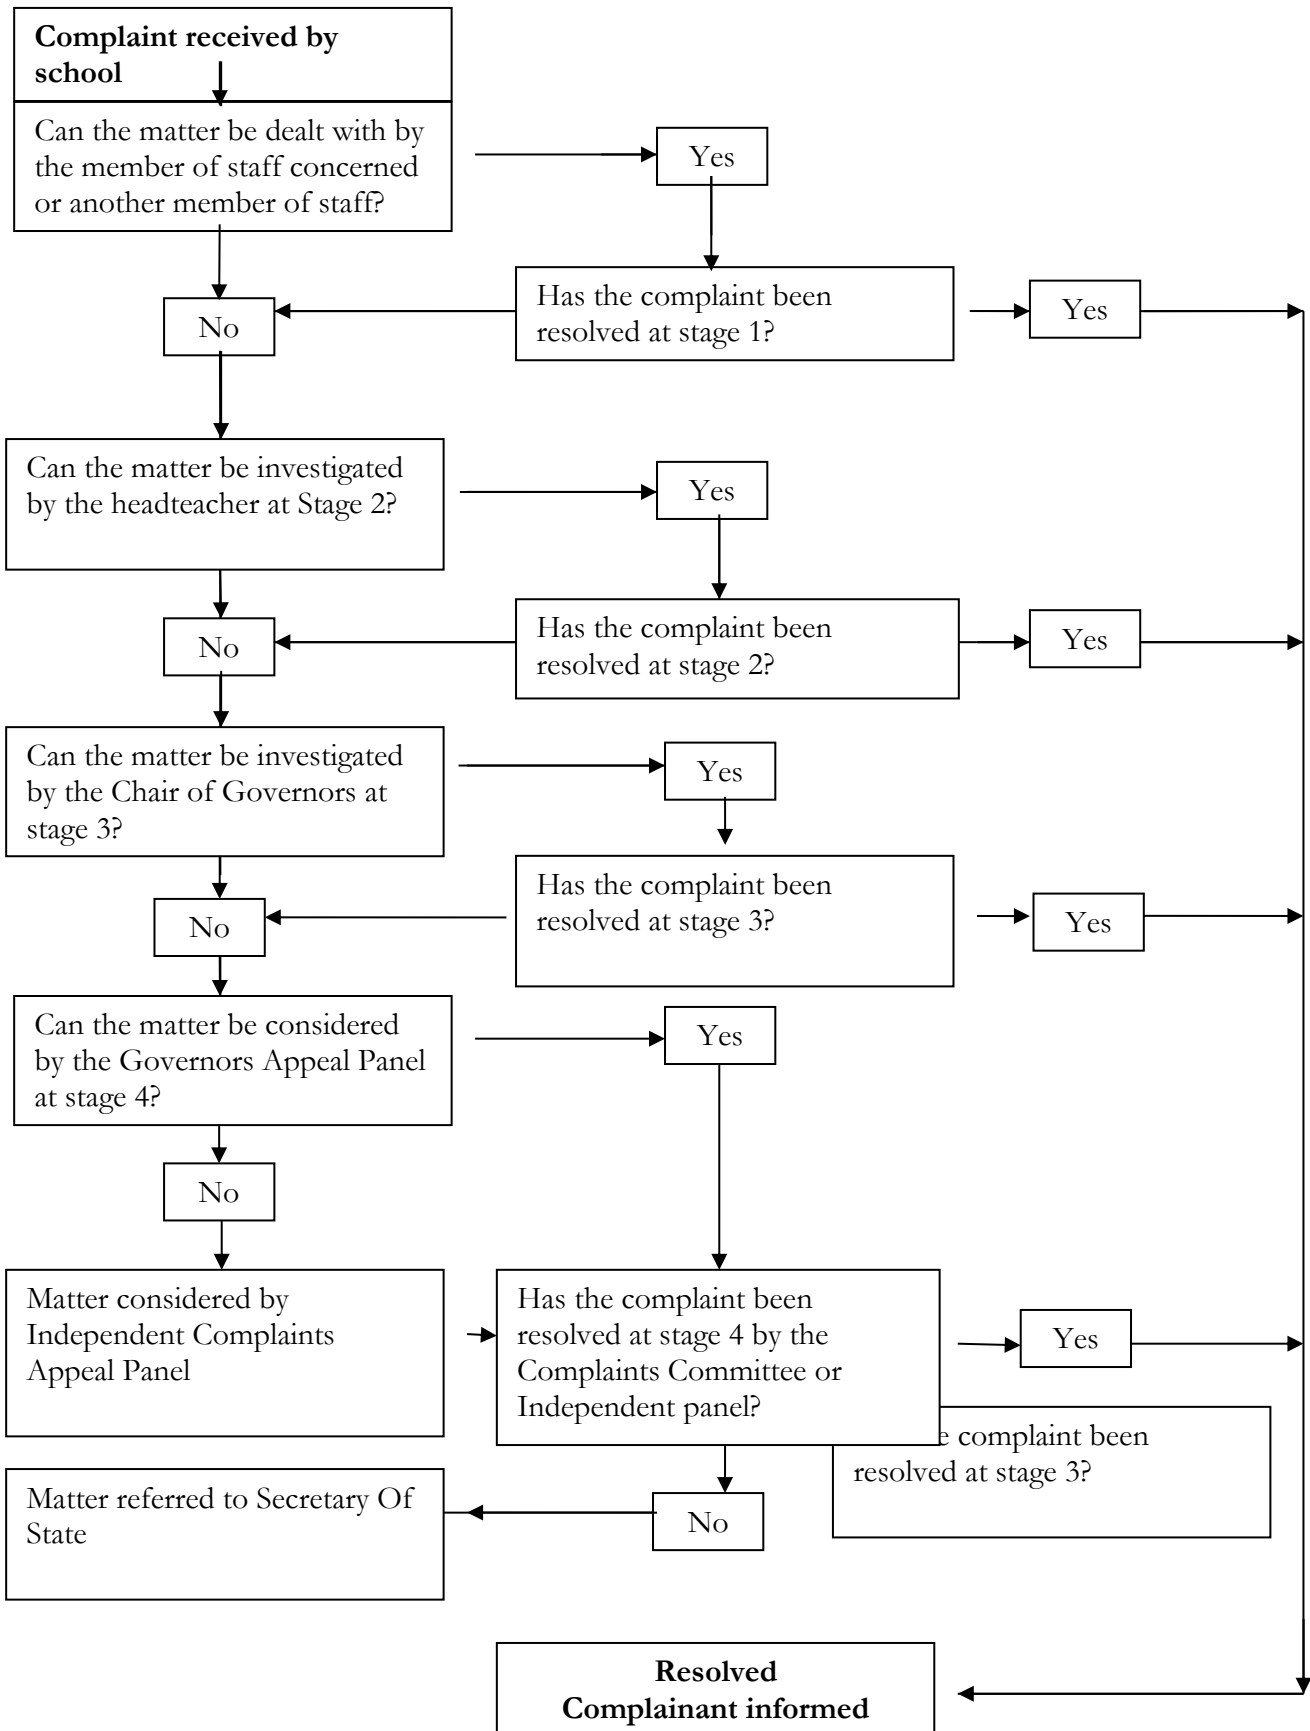 Complaint received by
school
Can the matter be dealt with by
the member of staff concerned
or another member of staff?
Yes
Has the complaint been
resolved at stage 1?
Yes
No
Can the matter be investigated
by the headteacher at Stage 2?
Yes
Has the complaint been
resolved at stage 2?
Yes
No
Can the matter be investigated
by the Chair of Governors at
stage 3?
Yes
Has the complaint been
resolved at stage 3?
Yes
No
Can the matter be considered
by the Governors Appeal Panel
at stage 4?
Yes
No
Matter considered by
Independent Complaints
Appeal Panel
Has the complaint been
resolved at stage 4 by the
Complaints Committee or
Independent panel?
Yes
complaint been
resolved at stage 3?
No
Matter referred to Secretary Of
State
Resolved
Complainant informed